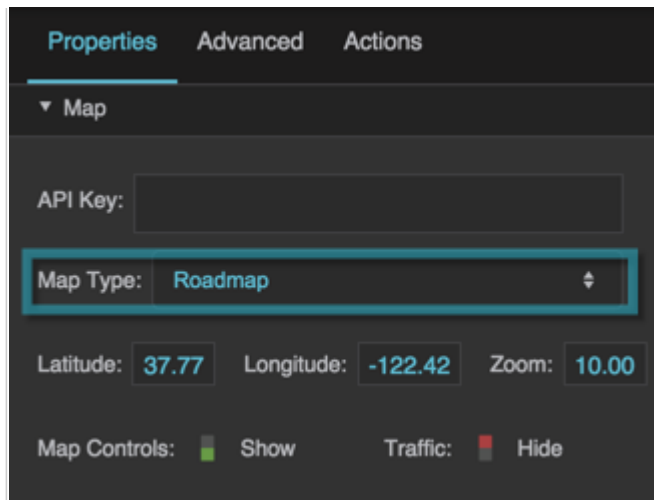 Properties Advanced Actions
Map
API Key:
Map Type: Roadmap
Latitude: 37.77 Longitude: -122.42 Zoom: 10.00
Map Controls: Show Traffic: Hide